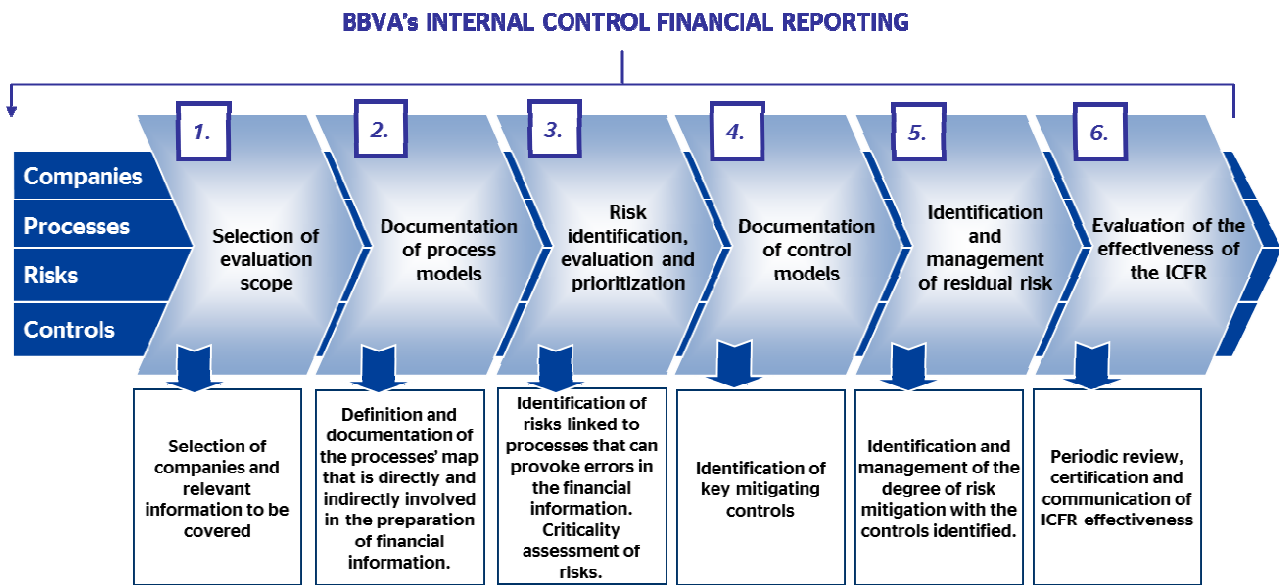 BBVA's INTERNAL CONTROL FINANCIAL REPORTING
1.
2.
3.
4.
5.
6.
Companies
Processes
Risks
Controls
Selection of
evaluation
scope
Documentation
of process
models
Risk
identification,
evaluation and
prioritization
Documentation
of control
models
Identification
and
management
of residual risk
Evaluation of the
effectiveness of
the ICFR
Selection of
companies and
relevant
information to be
covered
Definition and
documentation of
the processes' map
that is directly and
indirectly involved
in the preparation
of financial
information.
Identification of
risks linked to
processes that can
provoke errors in
the financial
information.
Criticality
assessment of
risks.
Identification of
key mitigating
controls
Identification and
management of the
degree of risk
mitigation with the
controls identified.
Periodic review,
certification and
communication of
ICFR effectiveness